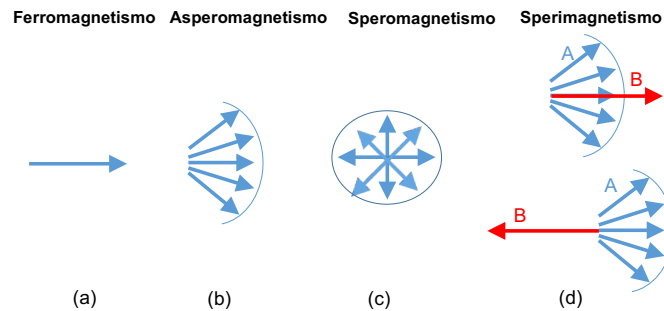 Ferromagnetismo Asperomagnetismo Speromagnetismo Sperimagnetismo
A
B
A
B
(a) (b) (c) (d)